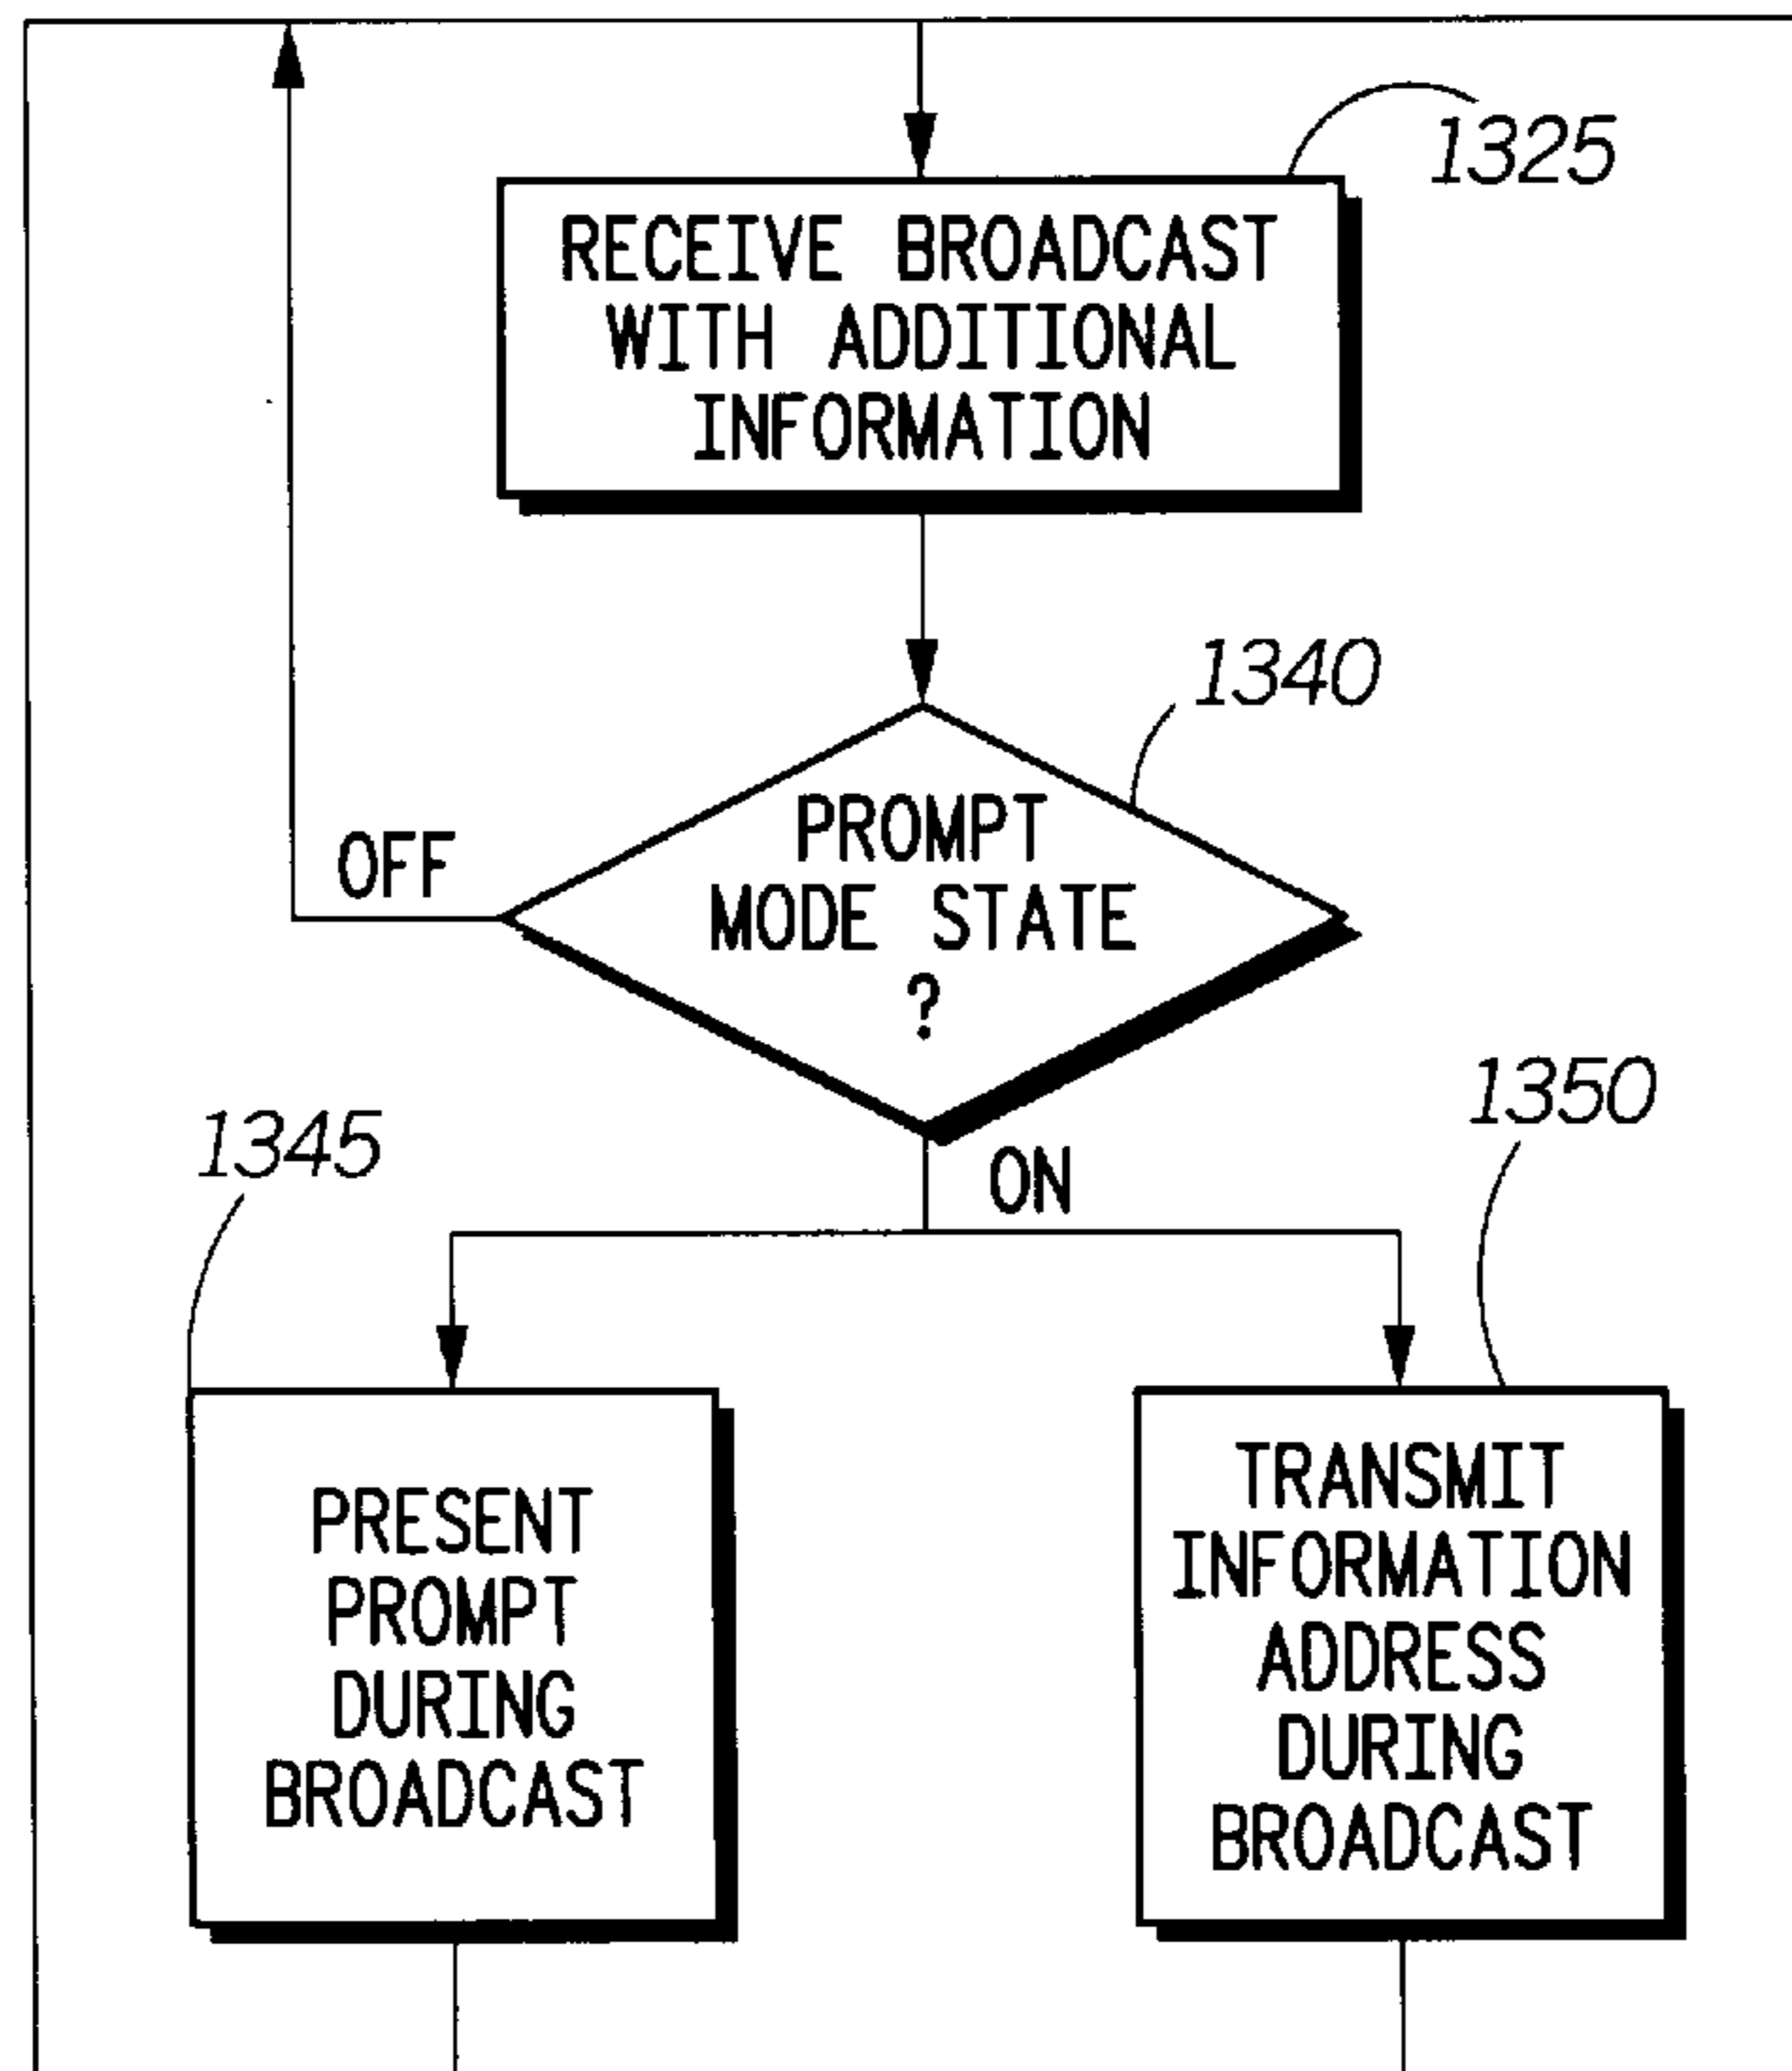 1325
RECEIVE BROADCAST
WITH ADDITIONAL
INFORMATION
1340
PROMPT
MODE STATE
?
OFF
ON
1345
1350
PRESENT
PROMPT
DURING
BROADCAST
TRANSMIT
INFORMATION
ADDRESS
DURING
BROADCAST